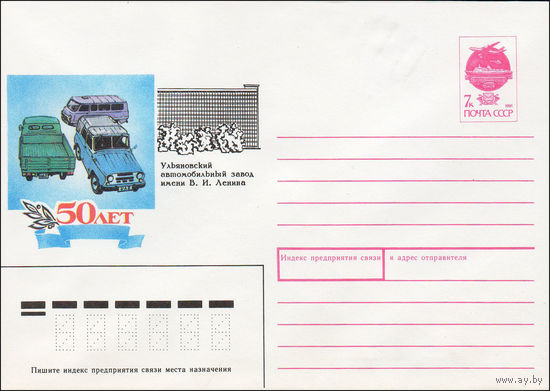 7к
1991
ПОЧТА СССР
Ульяновский
автомобильный завод
имени В. И. Ленина
50 ЛЕТ
Индекс предприятия связи и адрес отправителя
Пишите индекс предприятия связи места назначения
www.ay.by